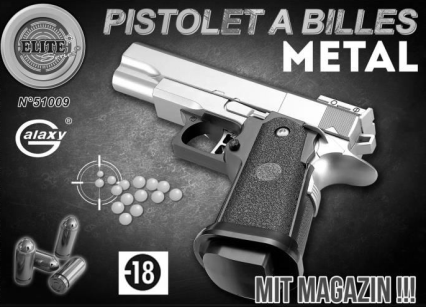 PISTOLET A BILLES
METAL
ELITE
N°51009
Galaxy ®
-18
MIT MAGAZIN !!!